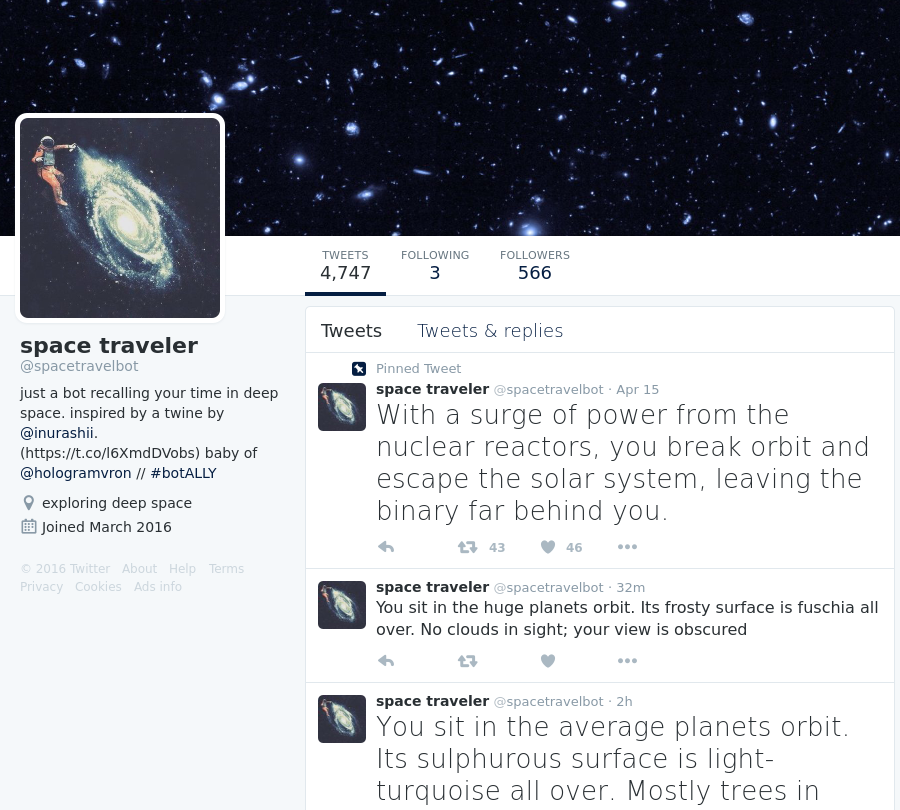 TWEETS
4,747
FOLLOWING
3
FOLLOWERS
566
space traveler
@spacetravelbot
just a bot recalling your time in deep
space. inspired by a twine by
@inurashii.
(https://t.co/l6XmdDVobs) baby of
@hologramvron // #botALLY
exploring deep space
Joined March 2016
© 2016 Twitter About Help Terms
Privacy Cookies Ads info
Tweets Tweets & replies
Pinned Tweet
space traveler @spacetravelbot · Apr 15
With a surge of power from the
nuclear reactors, you break orbit and
escape the solar system, leaving the
binary far behind you.
43 46
space traveler @spacetravelbot · 32m
You sit in the huge planets orbit. Its frosty surface is fuschia all
over. No clouds in sight; your view is obscured
space traveler @spacetravelbot · 2h
You sit in the average planets orbit.
Its sulphurous surface is light-
turquoise all over. Mostly trees in